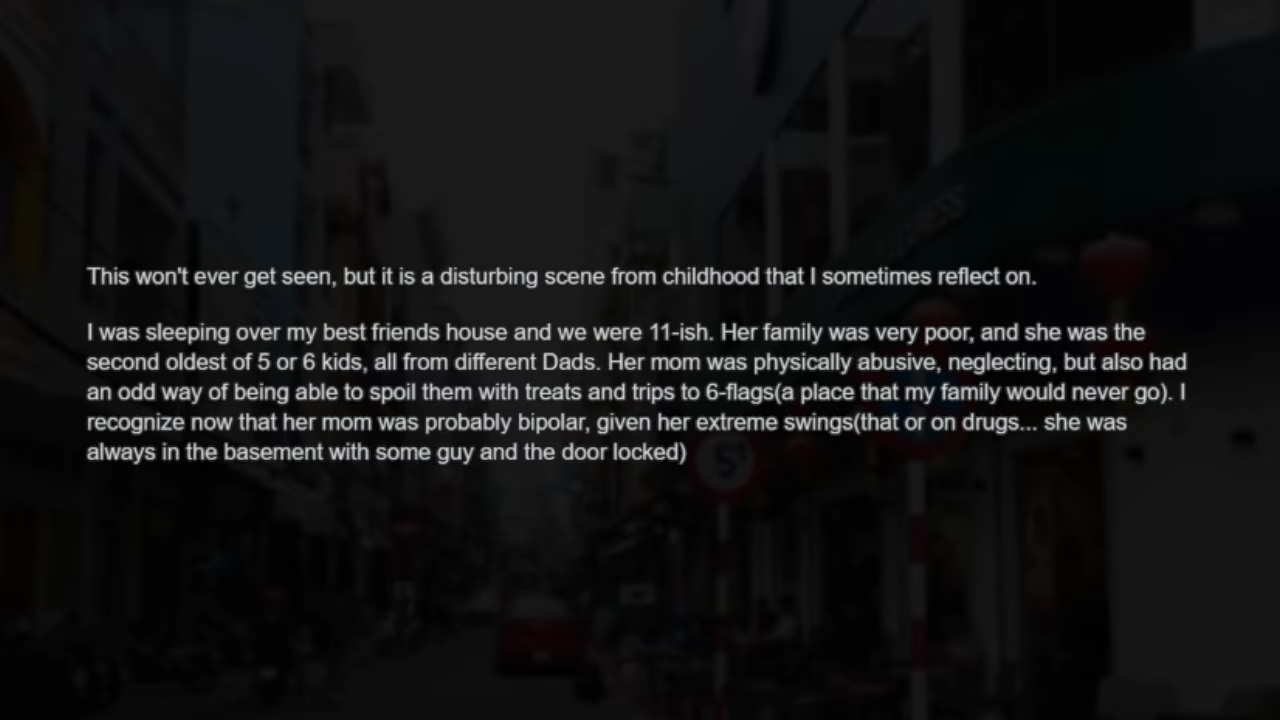 This won't ever get seen, but it is a disturbing scene from childhood that I sometimes reflect on.
I was sleeping over my best friends house and we were 11-ish. Her family was very poor, and she was the
second oldest of 5 or 6 kids, all from different Dads. Her mom was physically abusive, neglecting, but also had
an odd way of being able to spoil them with treats and trips to 6-flags(a place that my family would never go). I
recognize now that her mom was probably bipolar, given her extreme swings(that or on drugs... she was
always in the basement with some guy and the door locked)